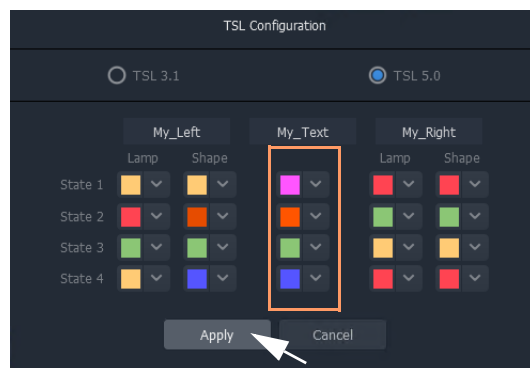 TSL Configuration
TSL 3.1 TSL 5.0
My_Left My_Text My_Right
Lamp Shape Lamp Shape
State 1
State 2
State 3
State 4
Apply Cancel